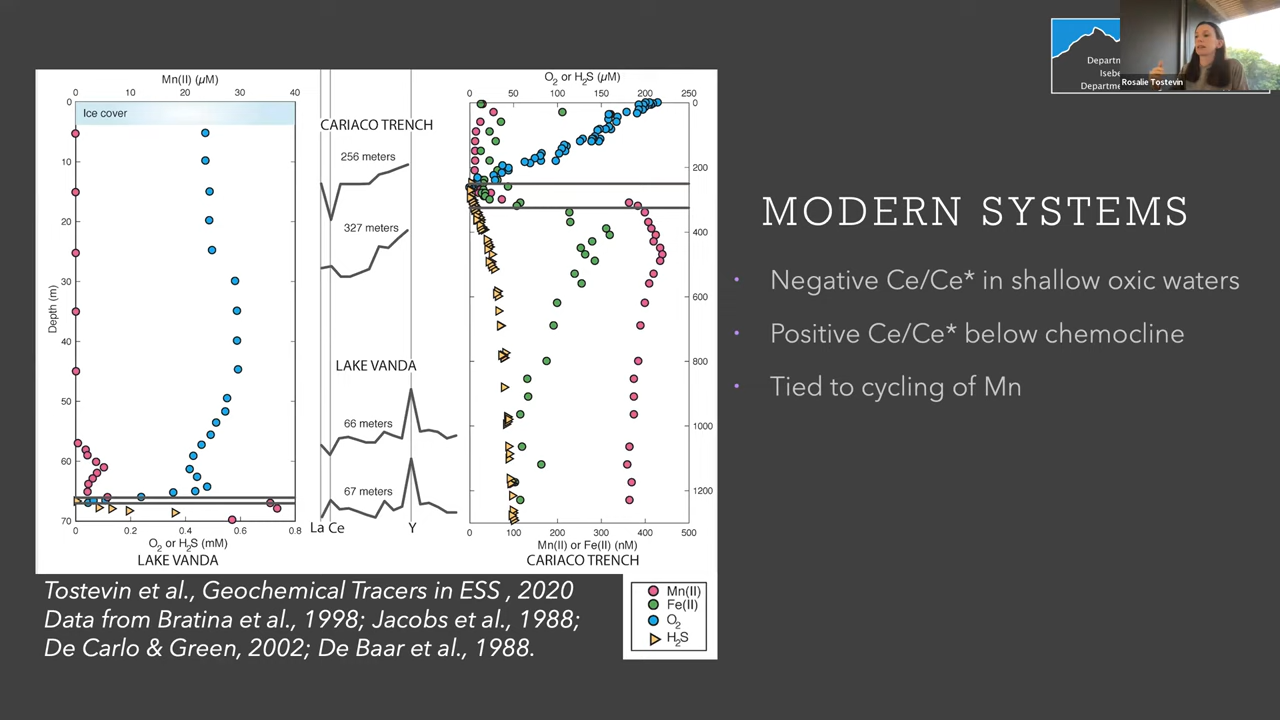 Mn(II) (µM)
0 10 20 30 40
Ice cover
0
10
20
30
40
50
60
70
Depth (m)
0 0.2 0.4 0.6 0.8
O₂ or H₂S (mM)
LAKE VANDA
CARIACO TRENCH
256 meters
327 meters
LAKE VANDA
66 meters
67 meters
La Ce Y
O₂ or H₂S (µM)
50 100 150 200 250
0
200
400
600
800
1000
1200
0 100 200 300 400 500
Mn(II) or Fe(II) (nM)
CARIACO TRENCH
Tostevin et al., Geochemical Tracers in ESS , 2020
Data from Bratina et al., 1998; Jacobs et al., 1988;
De Carlo & Green, 2002; De Baar et al., 1988.
Mn(II)
Fe(II)
O₂
H₂S
MODERN SYSTEMS
• Negative Ce/Ce* in shallow oxic waters
• Positive Ce/Ce* below chemocline
• Tied to cycling of Mn
Departm
Isebe
Departme
Rosalie Tostevin